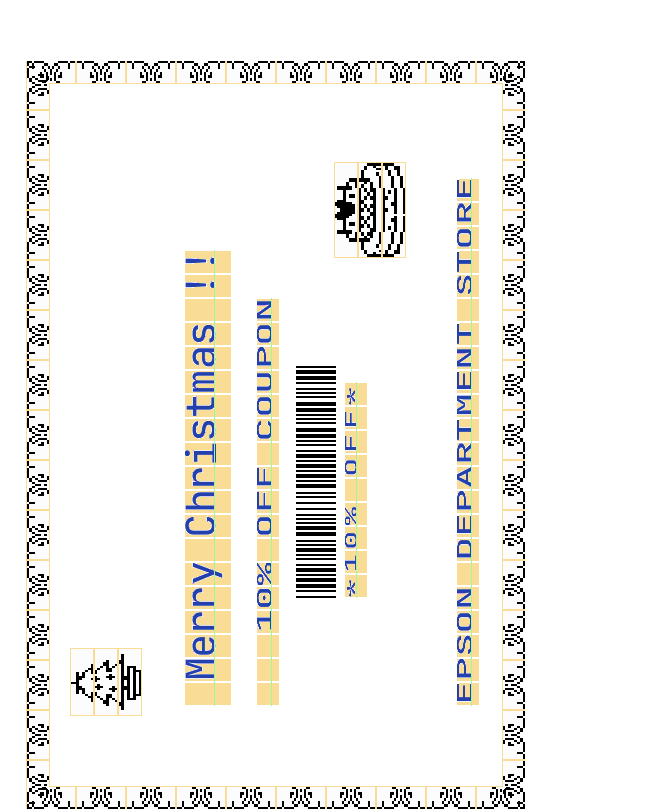 Merry Christmas !!
10% OFF COUPON
*10% OFF*
EPSON DEPARTMENT STORE